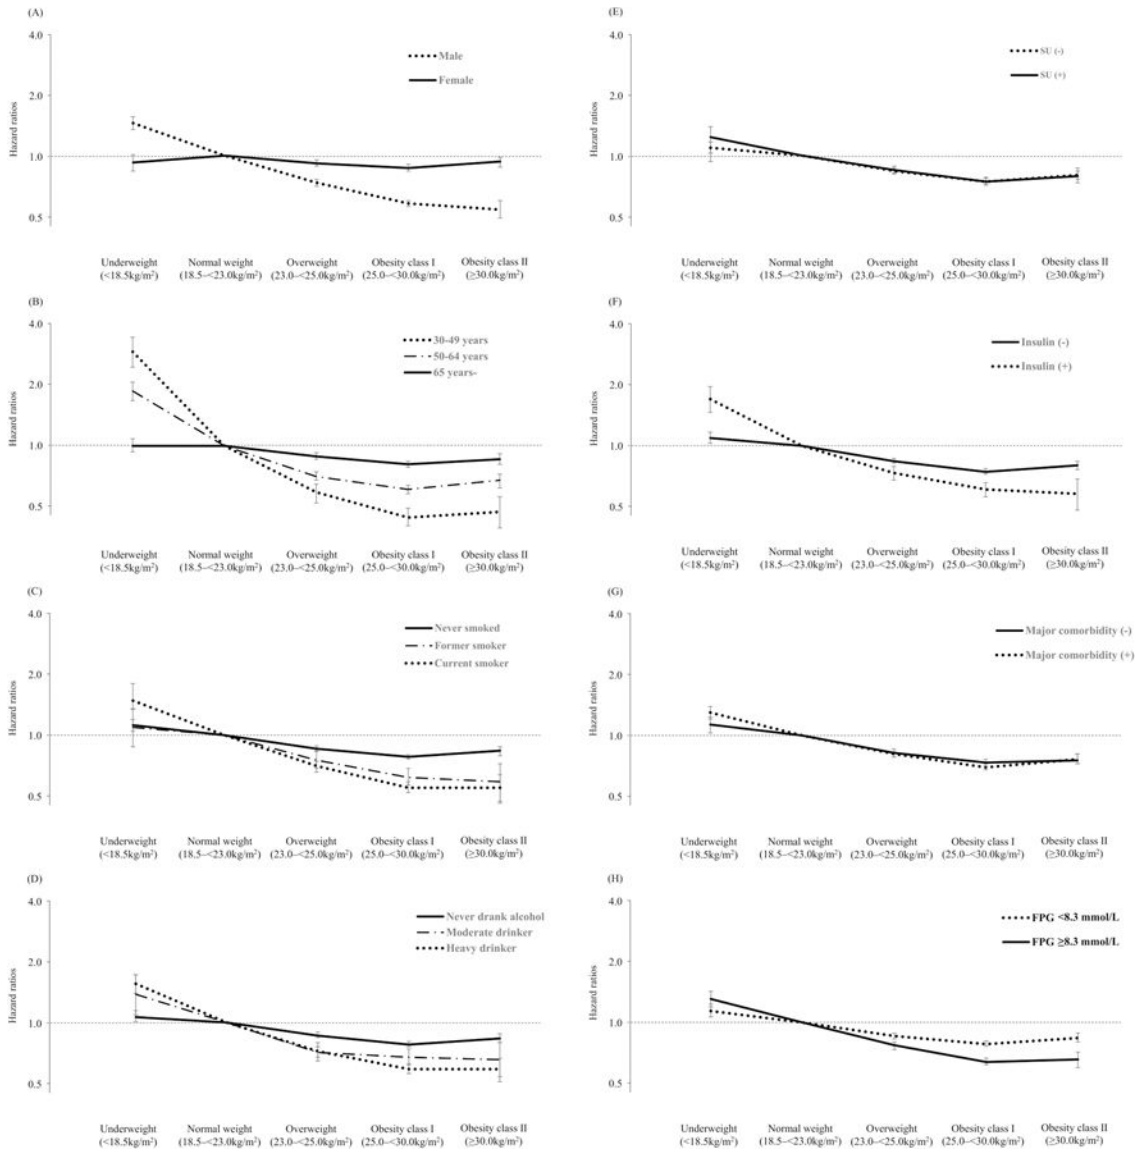 (A)
4.0
2.0
1.0
0.5
Hazard ratios
Male
Female
Underweight Normal weight Overweight Obesity class I Obesity class II
(<18.5kg/m²) (18.5–<23.0kg/m²) (23.0–<25.0kg/m²) (25.0–<30.0kg/m²) (≥30.0kg/m²)
(B)
4.0
2.0
1.0
0.5
Hazard ratios
30-49 years
50-64 years
65 years-
Underweight Normal weight Overweight Obesity class I Obesity class II
(<18.5kg/m²) (18.5–<23.0kg/m²) (23.0–<25.0kg/m²) (25.0–<30.0kg/m²) (≥30.0kg/m²)
(C)
4.0
2.0
1.0
0.5
Hazard ratios
Never smoked
Former smoker
Current smoker
Underweight Normal weight Overweight Obesity class I Obesity class II
(<18.5kg/m²) (18.5–<23.0kg/m²) (23.0–<25.0kg/m²) (25.0–<30.0kg/m²) (≥30.0kg/m²)
(D)
4.0
2.0
1.0
0.5
Hazard ratios
Never drank alcohol
Moderate drinker
Heavy drinker
Underweight Normal weight Overweight Obesity class I Obesity class II
(<18.5kg/m²) (18.5–<23.0kg/m²) (23.0–<25.0kg/m²) (25.0–<30.0kg/m²) (≥30.0kg/m²)
(E)
4.0
2.0
1.0
0.5
Hazard ratios
SU (-)
SU (+)
Underweight Normal weight Overweight Obesity class I Obesity class II
(<18.5kg/m²) (18.5–<23.0kg/m²) (23.0–<25.0kg/m²) (25.0–<30.0kg/m²) (≥30.0kg/m²)
(F)
4.0
2.0
1.0
0.5
Hazard ratios
Insulin (-)
Insulin (+)
Underweight Normal weight Overweight Obesity class I Obesity class II
(<18.5kg/m²) (18.5–<23.0kg/m²) (23.0–<25.0kg/m²) (25.0–<30.0kg/m²) (≥30.0kg/m²)
(G)
4.0
2.0
1.0
0.5
Hazard ratios
Major comorbidity (-)
Major comorbidity (+)
Underweight Normal weight Overweight Obesity class I Obesity class II
(<18.5kg/m²) (18.5–<23.0kg/m²) (23.0–<25.0kg/m²) (25.0–<30.0kg/m²) (≥30.0kg/m²)
(H)
4.0
2.0
1.0
0.5
Hazard ratios
FPG <8.3 mmol/L
FPG ≥8.3 mmol/L
Underweight Normal weight Overweight Obesity class I Obesity class II
(<18.5kg/m²) (18.5–<23.0kg/m²) (23.0–<25.0kg/m²) (25.0–<30.0kg/m²) (≥30.0kg/m²)